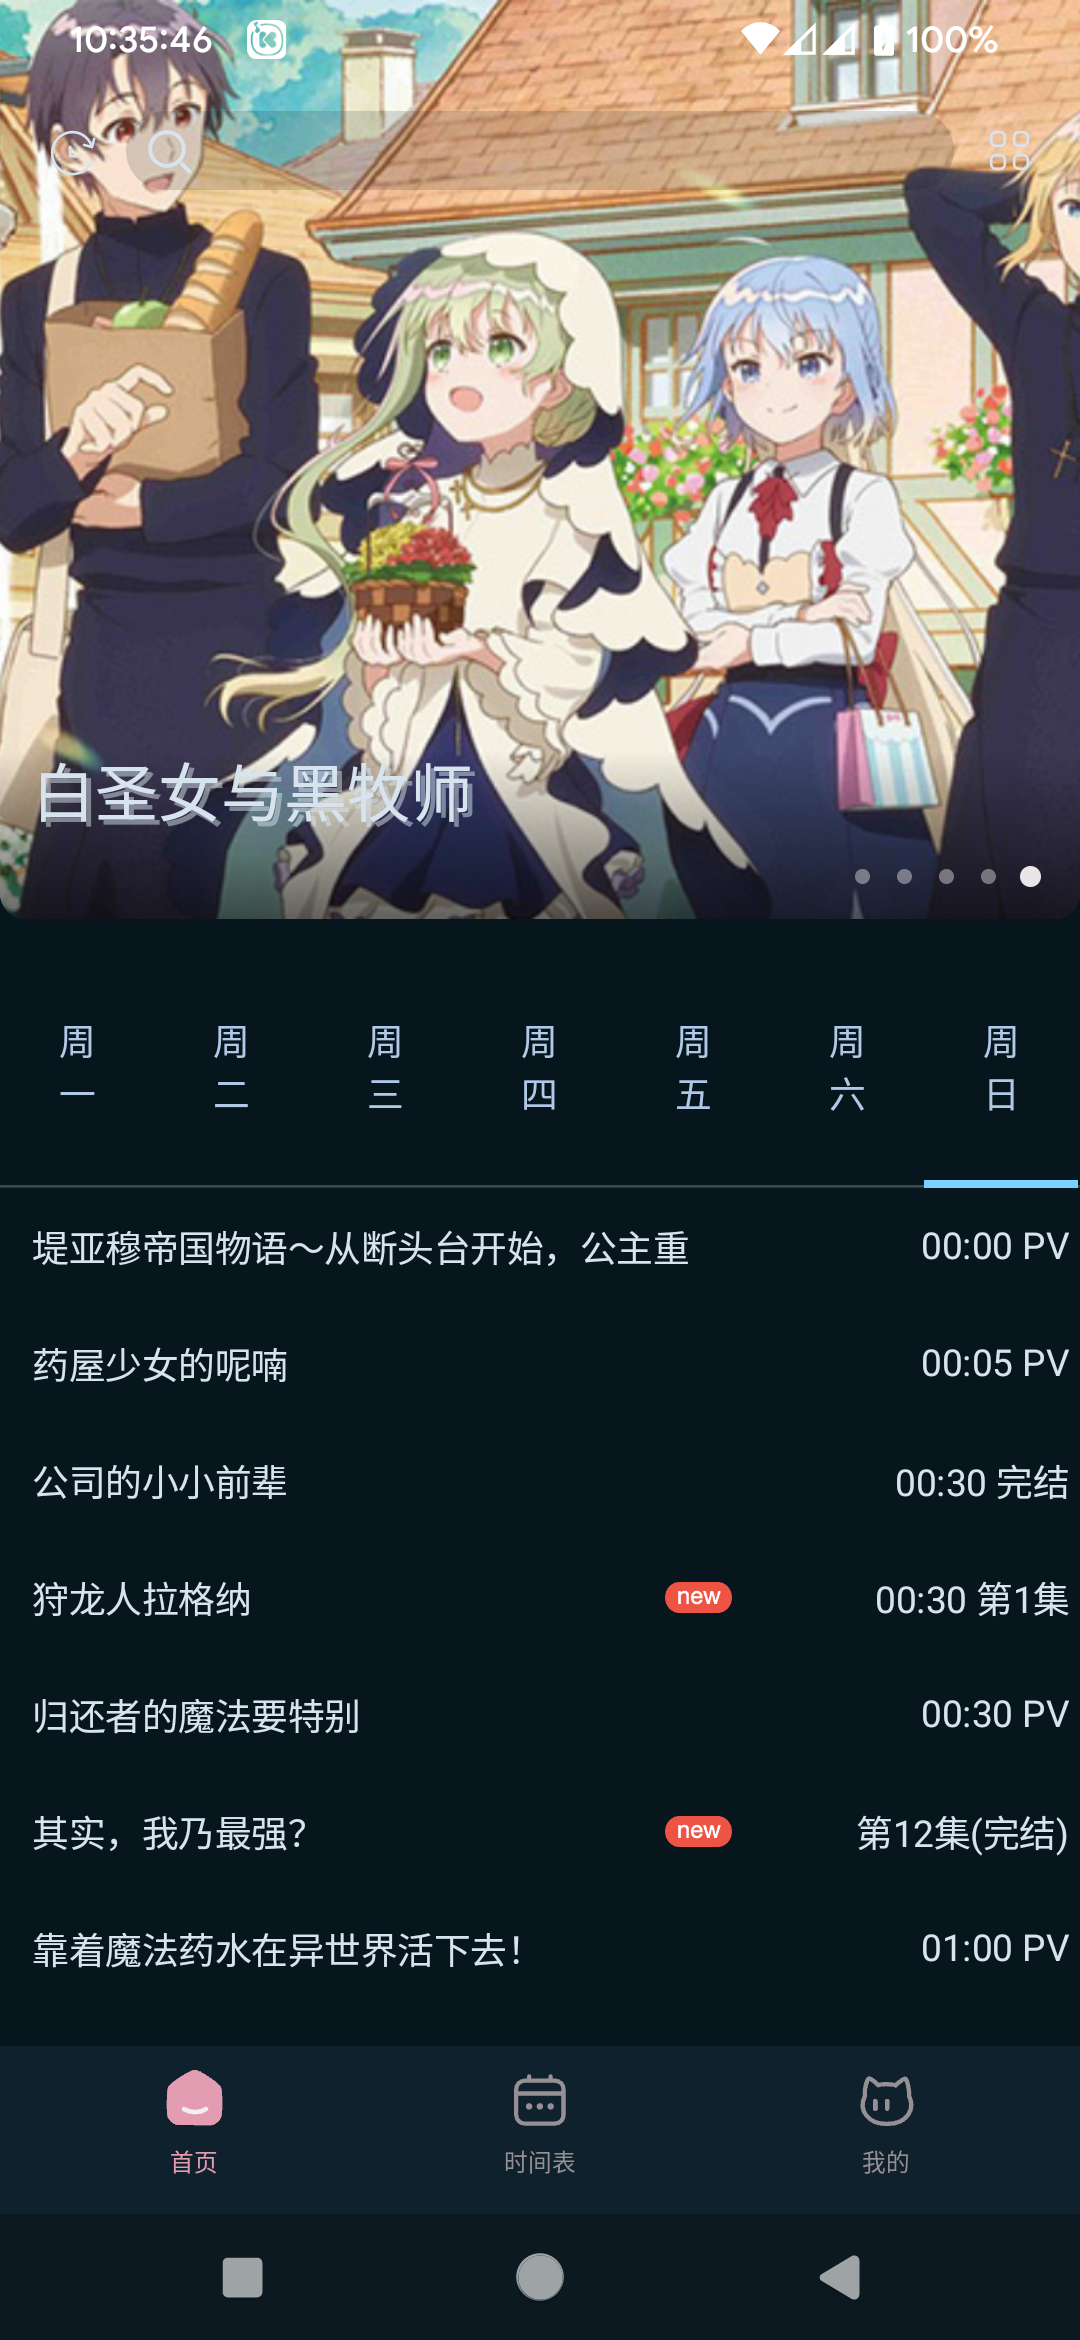 10:35:46 100%
白圣女与黑牧师
周一 周二 周三 周四 周五 周六 周日
堤亚穆帝国物语～从断头台开始，公主重 00:00 PV
药屋少女的呢喃 00:05 PV
公司的小小前辈 00:30 完结
狩龙人拉格纳 new 00:30 第1集
归还者的魔法要特别 00:30 PV
其实，我乃最强？ new 第12集(完结)
靠着魔法药水在异世界活下去！ 01:00 PV
首页 时间表 我的